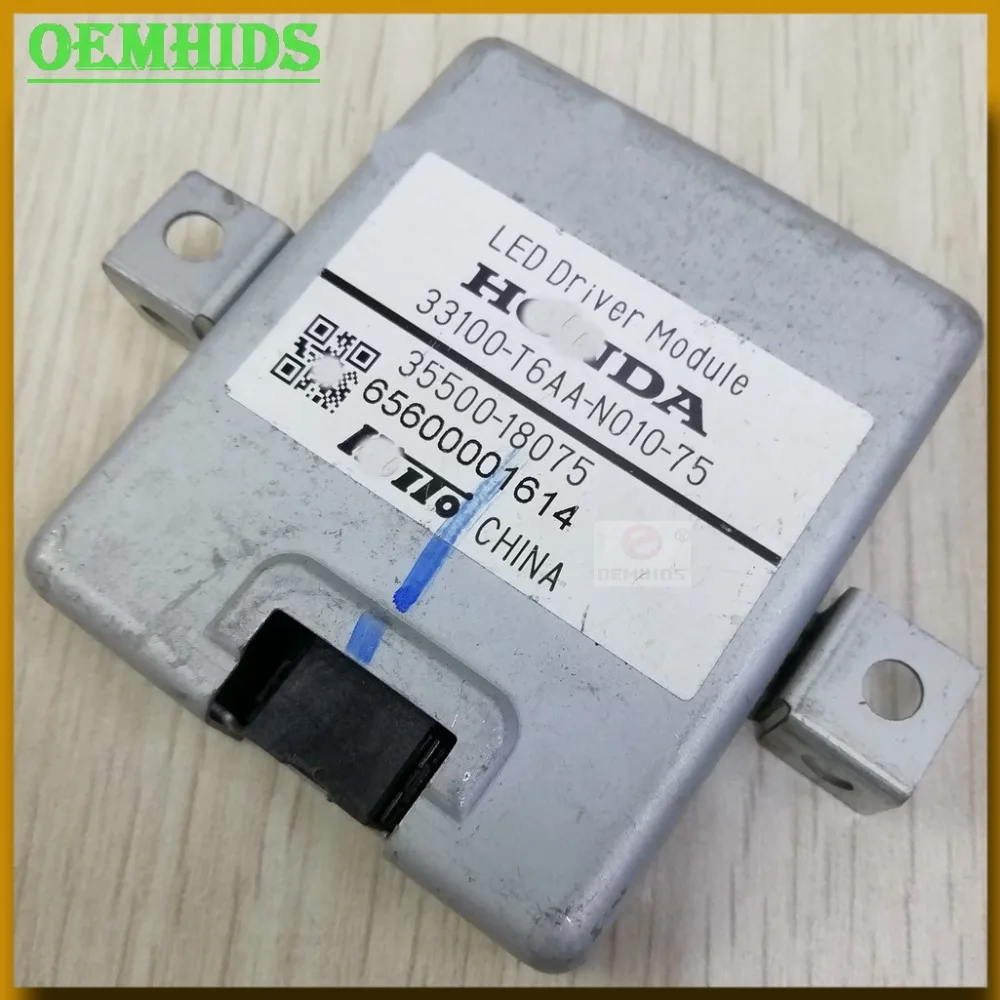 OEMHIDS
LED Driver Module
33100-T6AA-N010-75
35500-18075
65600001614
CHINA
OEMHIDS